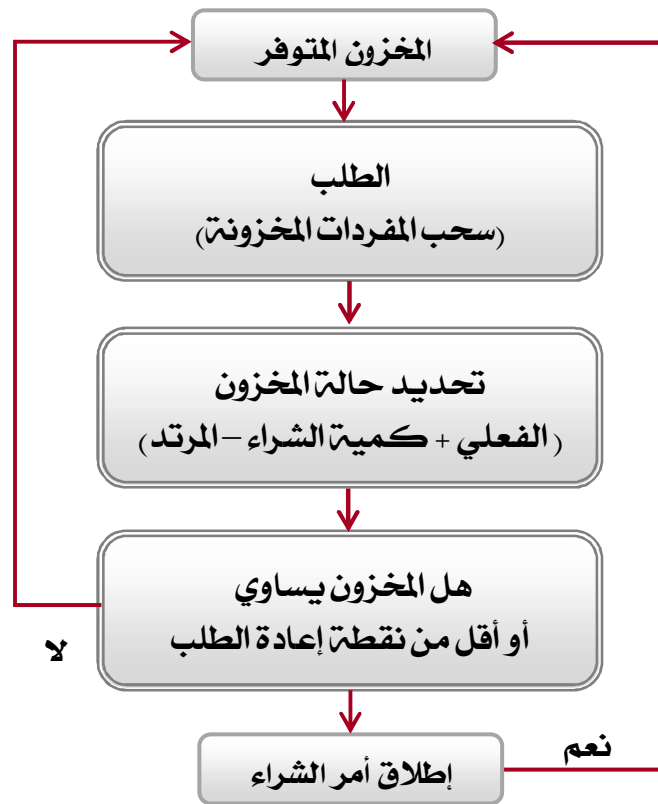 المخزون المتوفر
الطلب
(سحب المفردات المخزونة)
تحديد حالة المخزون
(الفعلي + كمية الشراء – المرتد)
هل المخزون يساوي
أو أقل من نقطة إعادة الطلب
لا
نعم
إطلاق أمر الشراء